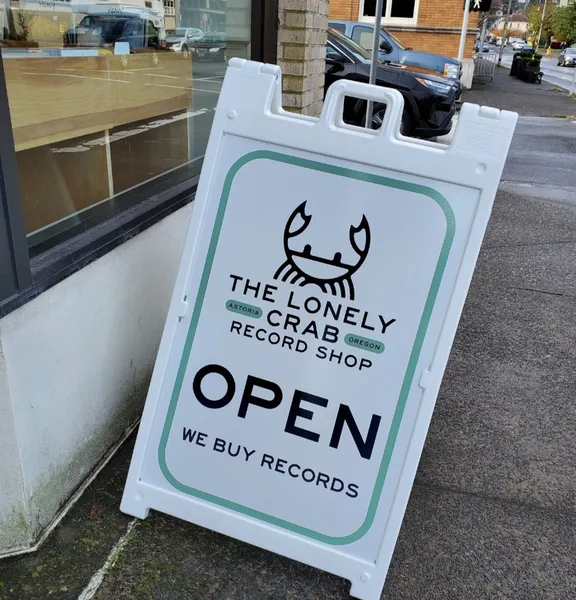 THE LONELY
ASTORIA CRAB OREGON
RECORD SHOP
OPEN
WE BUY RECORDS